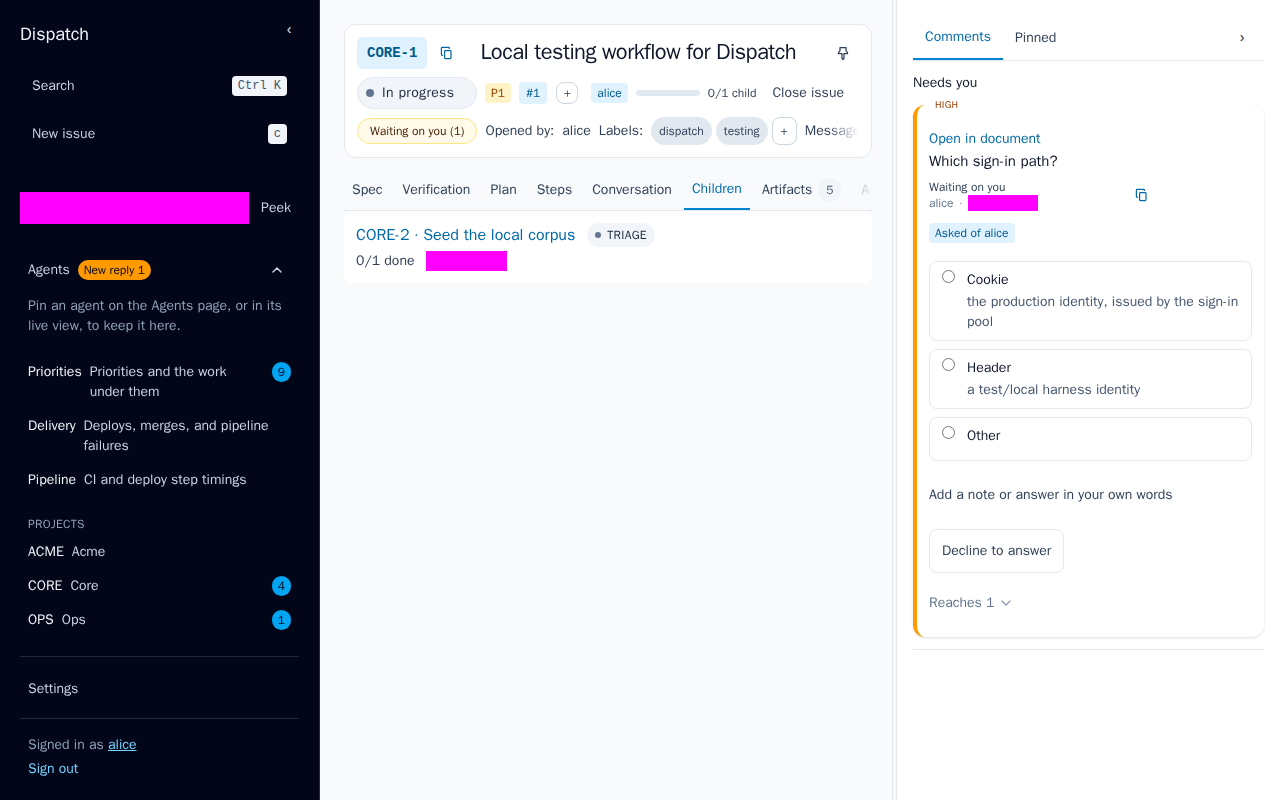 Dispatch
Search
Ctrl K
New issue
C
Peek
Agents
New reply 1
Pin an agent on the Agents page, or in its
live view, to keep it here.
Priorities
Priorities and the work
under them
9
Delivery
Deploys, merges, and pipeline
failures
Pipeline
CI and deploy step timings
PROJECTS
ACME Acme
CORE Core
4
OPS Ops
1
Settings
Signed in as alice
Sign out
CORE-1
Local testing workflow for Dispatch
In progress
P1
#1
+
alice
0/1 child
Close issue
Waiting on you (1)
Opened by: alice
Labels:
dispatch
testing
+
Message
Spec
Verification
Plan
Steps
Conversation
Children
Artifacts
5
CORE-2 · Seed the local corpus
TRIAGE
0/1 done
Comments
Pinned
Needs you
HIGH
Open in document
Which sign-in path?
Waiting on you
alice ·
Asked of alice
Cookie
the production identity, issued by the sign-in
pool
Header
a test/local harness identity
Other
Add a note or answer in your own words
Decline to answer
Reaches 1